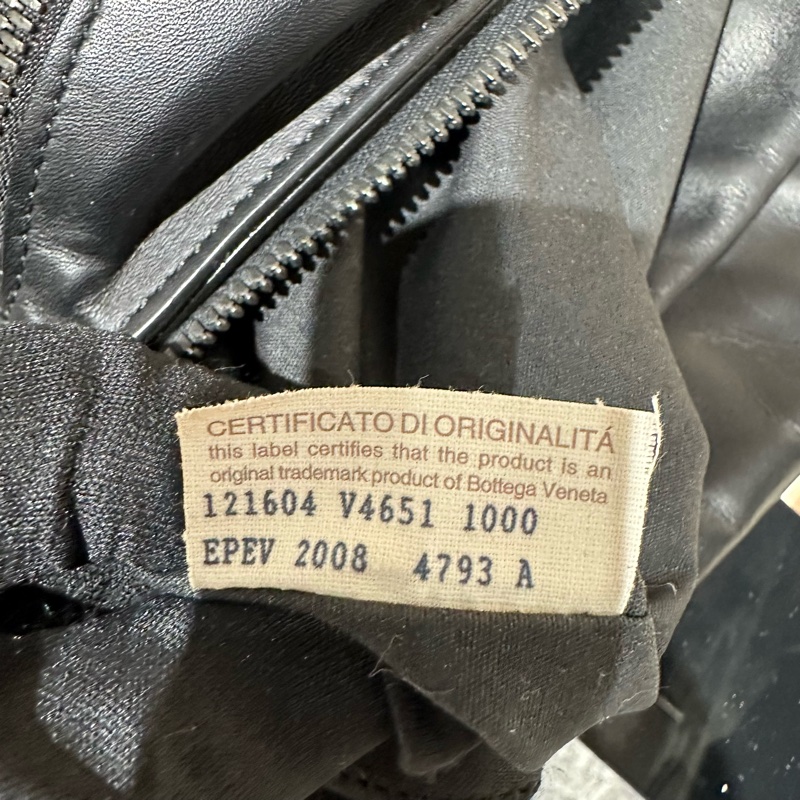 CERTIFICATO DI ORIGINALITÁ
this label certifies that the product is an
original trademark product of Bottega Veneta
121604 V4651 1000
EPEV 2008 4793 A